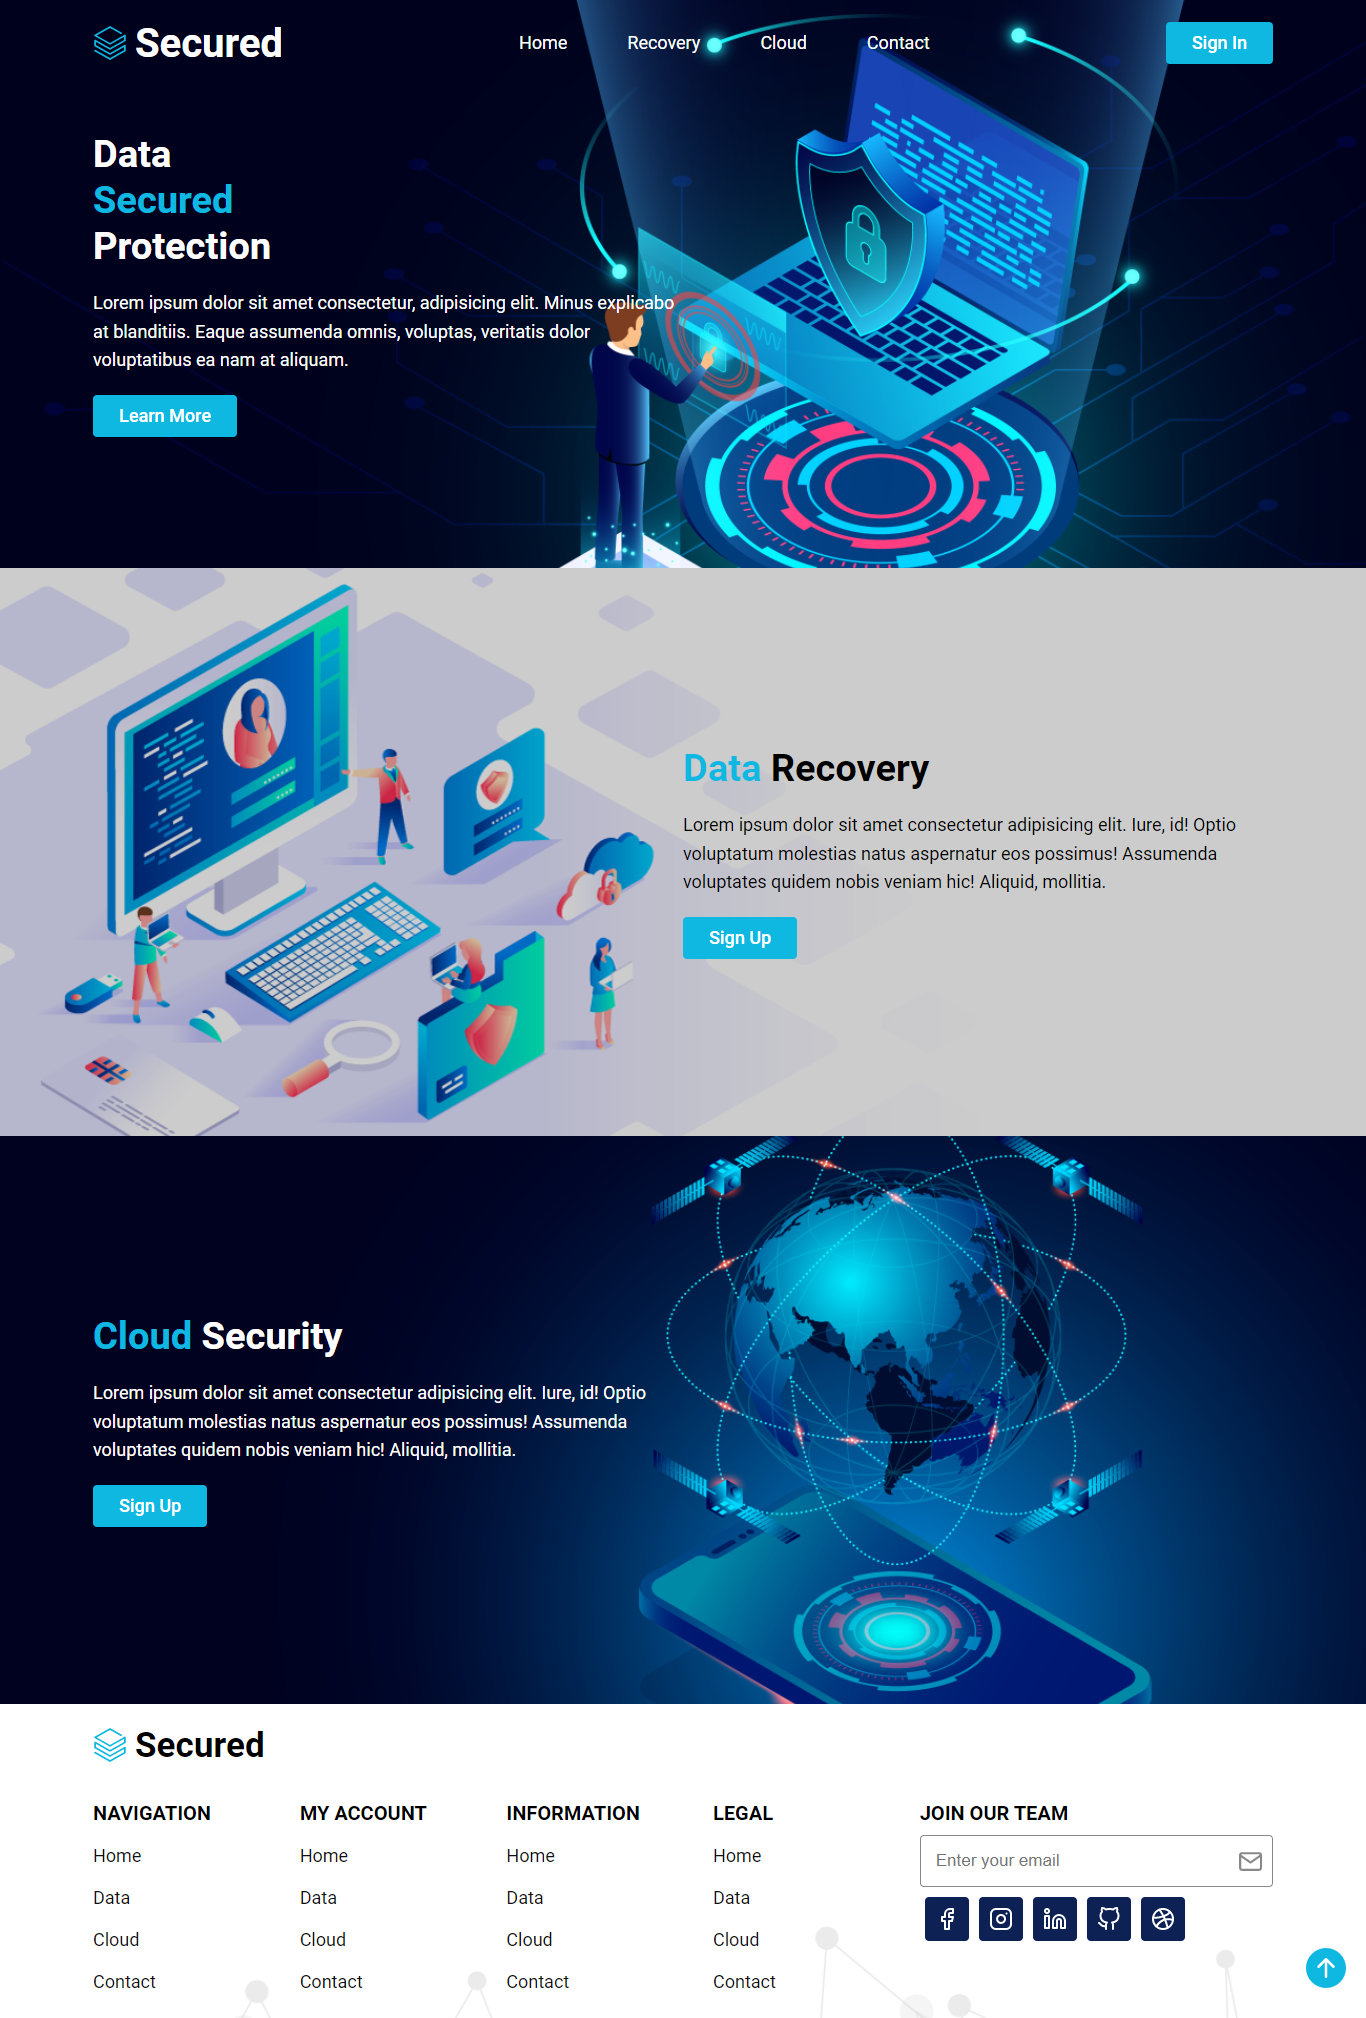 Secured
Home Recovery Cloud Contact
Sign In
Data
Secured
Protection
Lorem ipsum dolor sit amet consectetur, adipisicing elit. Minus explicabo
at blanditiis. Eaque assumenda omnis, voluptas, veritatis dolor
voluptatibus ea nam at aliquam.
Learn More
Data Recovery
Lorem ipsum dolor sit amet consectetur adipisicing elit. Iure, id! Optio
voluptatum molestias natus aspernatur eos possimus! Assumenda
voluptates quidem nobis veniam hic! Aliquid, mollitia.
Sign Up
Cloud Security
Lorem ipsum dolor sit amet consectetur adipisicing elit. Iure, id! Optio
voluptatum molestias natus aspernatur eos possimus! Assumenda
voluptates quidem nobis veniam hic! Aliquid, mollitia.
Sign Up
Secured
NAVIGATION
Home
Data
Cloud
Contact
MY ACCOUNT
Home
Data
Cloud
Contact
INFORMATION
Home
Data
Cloud
Contact
LEGAL
Home
Data
Cloud
Contact
JOIN OUR TEAM
Enter your email